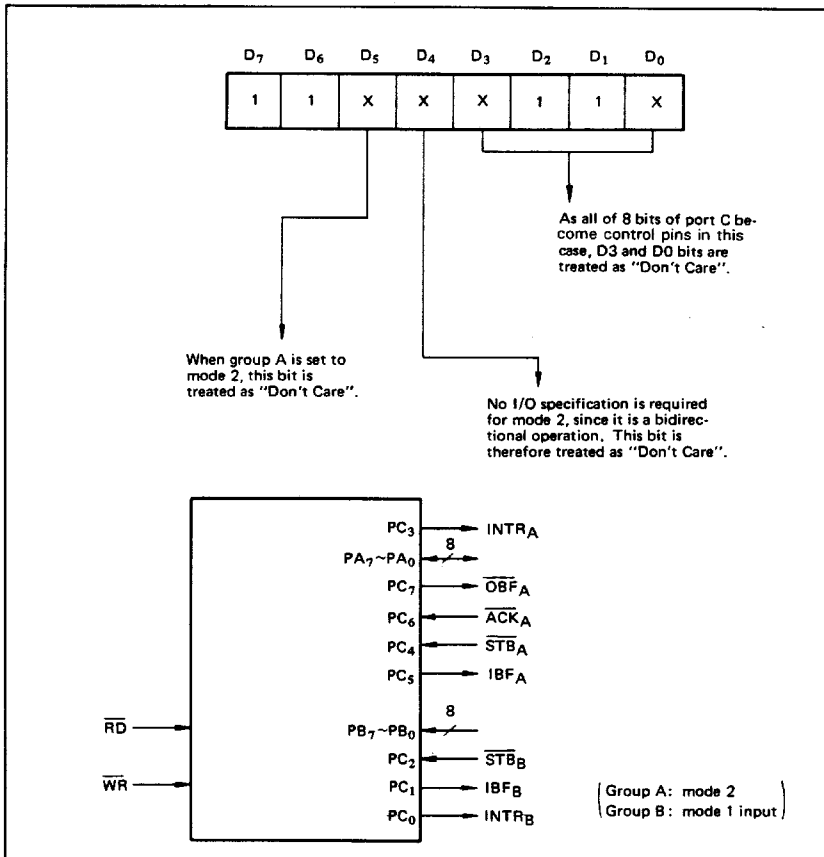 D7 D6 D5 D4 D3 D2 D1 D0
1 1 X X X 1 1 X
As all of 8 bits of port C be-
come control pins in this
case, D3 and D0 bits are
treated as "Don't Care".
When group A is set to
mode 2, this bit is
treated as "Don't Care".
No I/O specification is required
for mode 2, since it is a bidirec-
tional operation. This bit is
therefore treated as "Don't Care".
PC3 INTRA
8
PA7~PA0
PC7 OBFA
PC6 ACKA
PC4 STBA
PC5 IBFA
8
RD
PB7~PB0
PC2 STBB
WR
PC1 IBFB
PC0 INTRB
(Group A: mode 2
Group B: mode 1 input)